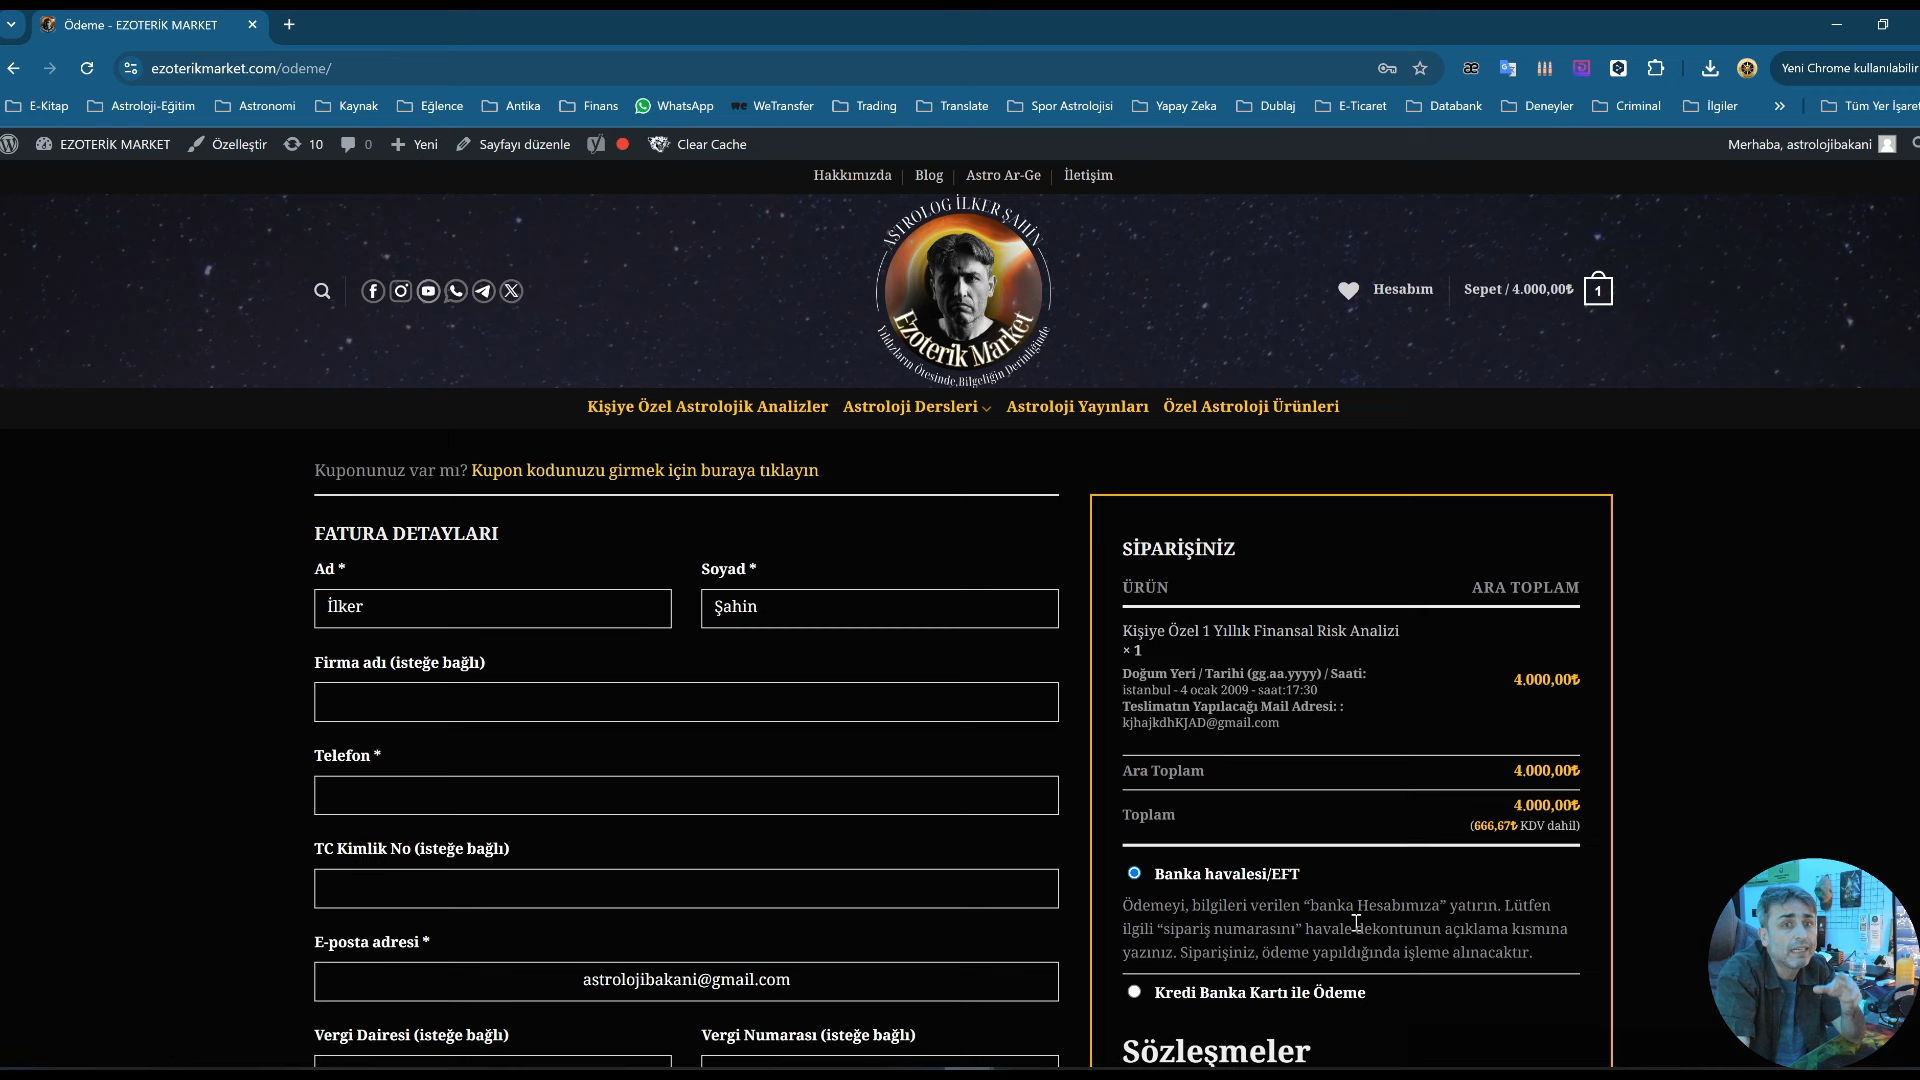 Ödeme - EZOTERİK MARKET
ezoterikmarket.com/odeme/
Yeni Chrome kullanılabilir
E-Kitap
Astroloji-Eğitim
Astronomi
Kaynak
Eğlence
Antika
Finans
WhatsApp
WeTransfer
Trading
Translate
Spor Astrolojisi
Yapay Zeka
Dublaj
E-Ticaret
Databank
Deneyler
Criminal
İlgiler
Tüm Yer İşaret
EZOTERİK MARKET
Özelleştir
10
0
Yeni
Sayfayı düzenle
Clear Cache
Merhaba, astrolojibakani
Hakkımızda
Blog
Astro Ar-Ge
İletişim
ASTROLOG İLKER ŞAHİN
Ezoterik Market
Yıldızların Ötesinde,Bilgeliğin Derinliğinde
Hesabım
Sepet / 4.000,00₺
1
Kişiye Özel Astrolojik Analizler
Astroloji Dersleri
Astroloji Yayınları
Özel Astroloji Ürünleri
Kuponunuz var mı? Kupon kodunuzu girmek için buraya tıklayın
FATURA DETAYLARI
Ad *
Soyad *
İlker
Şahin
Firma adı (isteğe bağlı)
Telefon *
TC Kimlik No (isteğe bağlı)
E-posta adresi *
astrolojibakani@gmail.com
Vergi Dairesi (isteğe bağlı)
Vergi Numarası (isteğe bağlı)
SİPARİŞİNİZ
ÜRÜN
ARA TOPLAM
Kişiye Özel 1 Yıllık Finansal Risk Analizi
× 1
Doğum Yeri / Tarihi (gg.aa.yyyy) / Saati:
istanbul - 4 ocak 2009 - saat:17:30
Teslimatın Yapılacağı Mail Adresi: :
kjhajkdhKJAD@gmail.com
4.000,00₺
Ara Toplam
4.000,00₺
Toplam
4.000,00₺
(666,67₺ KDV dahil)
Banka havalesi/EFT
Ödemeyi, bilgileri verilen “banka Hesabımıza” yatırın. Lütfen
ilgili “sipariş numarasını” havale dekontunun açıklama kısmına
yazınız. Siparişiniz, ödeme yapıldığında işleme alınacaktır.
Kredi Banka Kartı ile Ödeme
Sözleşmeler